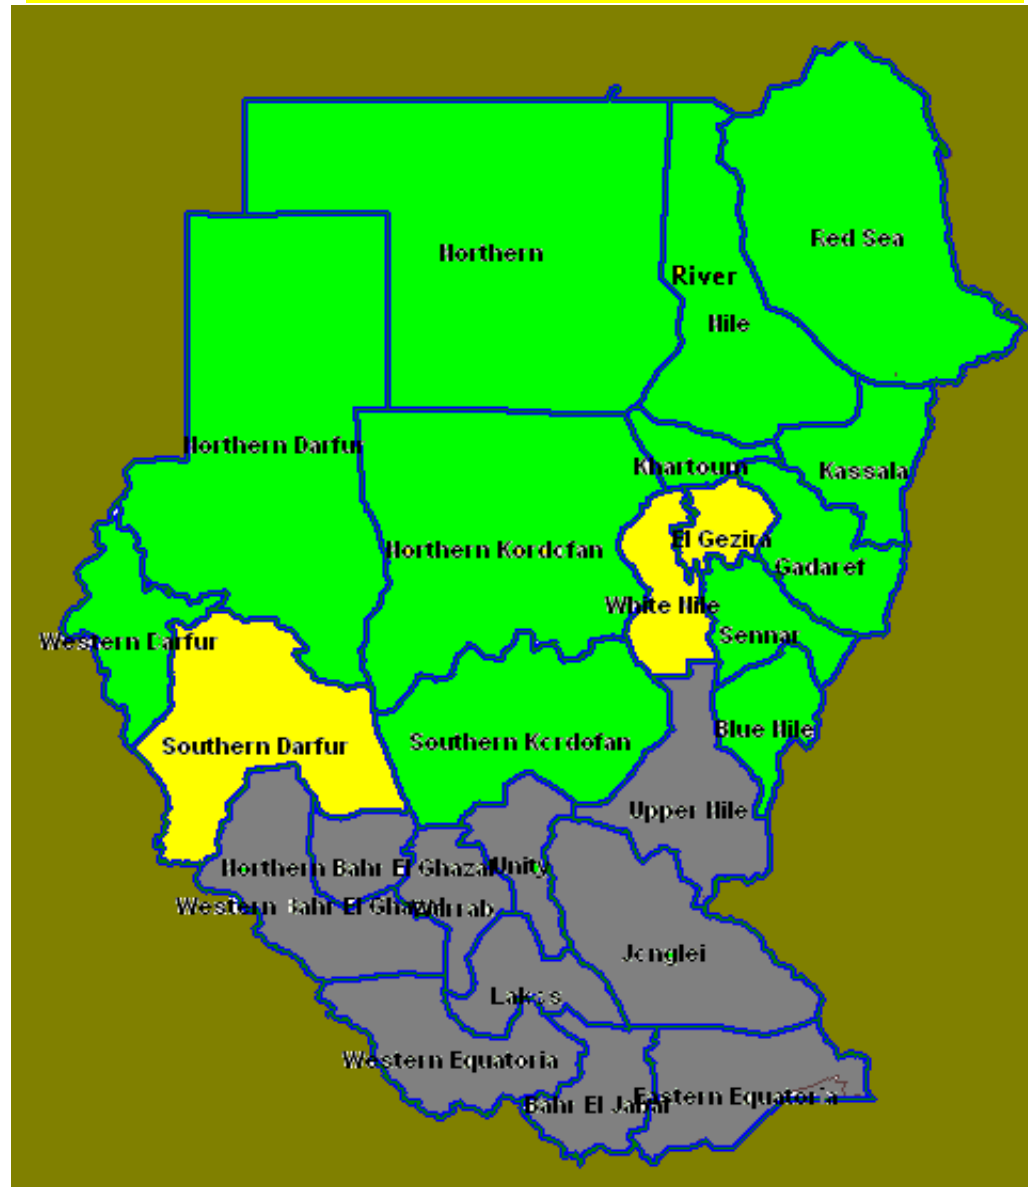 Red Sea
Northern
River
Nile
Northern Darfur
Khartoum
Kassala
El Gezira
Northern Kordofan
Gadaref
White Nile
Sennar
Western Darfur
Blue Nile
Southern Kordofan
Southern Darfur
Upper Nile
Northern Bahr El Ghazal
Unity
Western Bahr El Ghazal
Warrab
Jonglei
Lakes
Western Equatoria
Eastern Equatoria
Bahr El Jabal